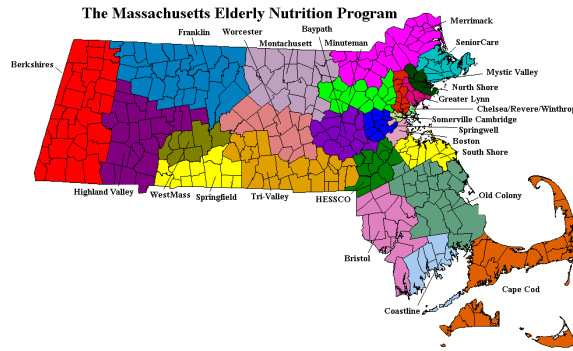 The Massachusetts Elderly Nutrition Program
Merrimack
Baypath
Franklin
Worcester
Minuteman
SeniorCare
Montachusett
Berkshires
Mystic Valley
North Shore
Greater Lynn
Chelsea/Revere/Winthrop
Somerville Cambridge
Springwell
Boston
South Shore
Highland Valley
WestMass
Springfield
Tri-Valley
HESSCO
Old Colony
Bristol
Cape Cod
Coastline